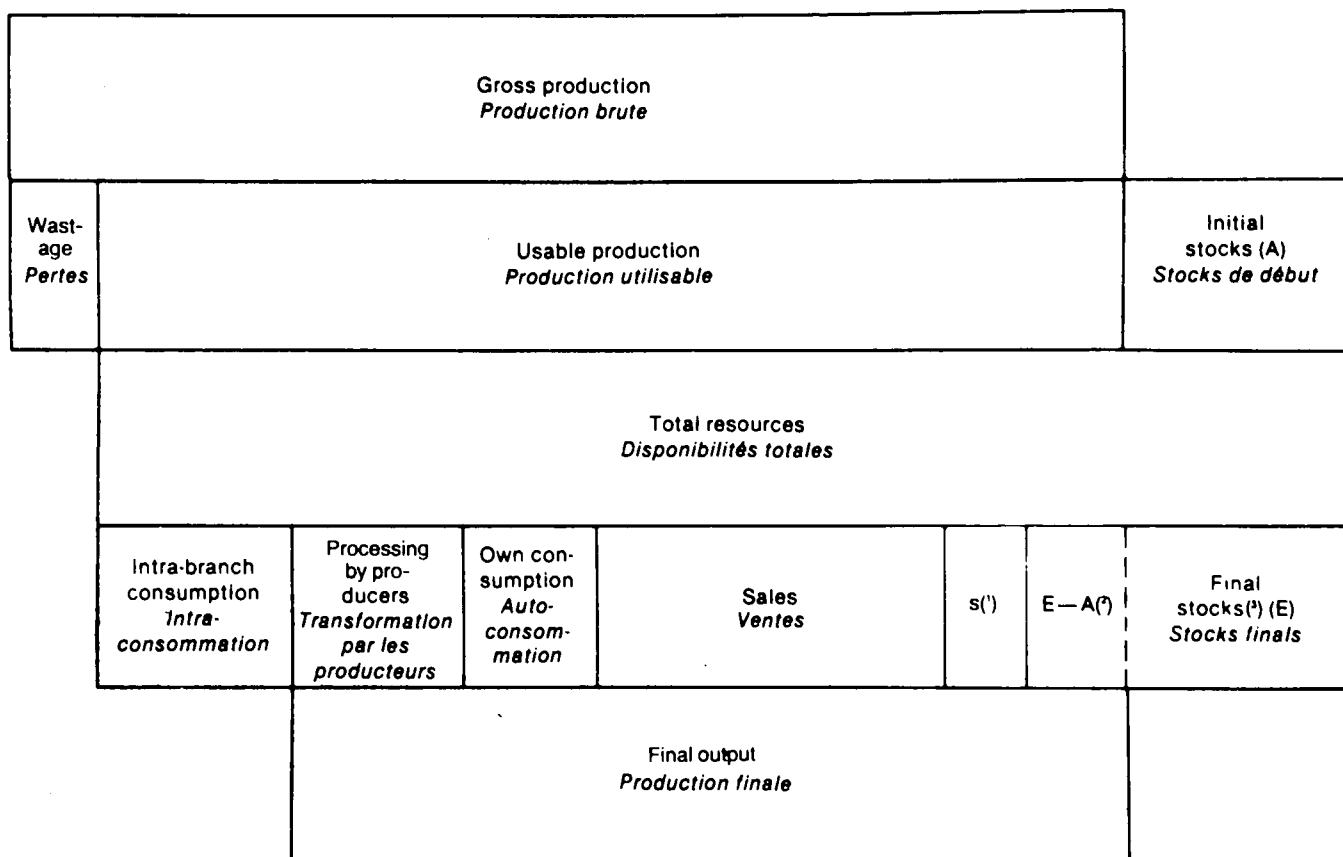 Gross production
Production brute
Wast-
age
Pertes
Usable production
Production utilisable
Initial
stocks (A)
Stocks de début
Total resources
Disponibilités totales
Intra-branch
consumption
Intra-
consommation
Processing
by pro-
ducers
Transformation
par les
producteurs
Own con-
sumption
Auto-
consom-
mation
Sales
Ventes
s(¹)
E — A(²)
Final
stocks(³) (E)
Stocks finals
Final output
Production finale